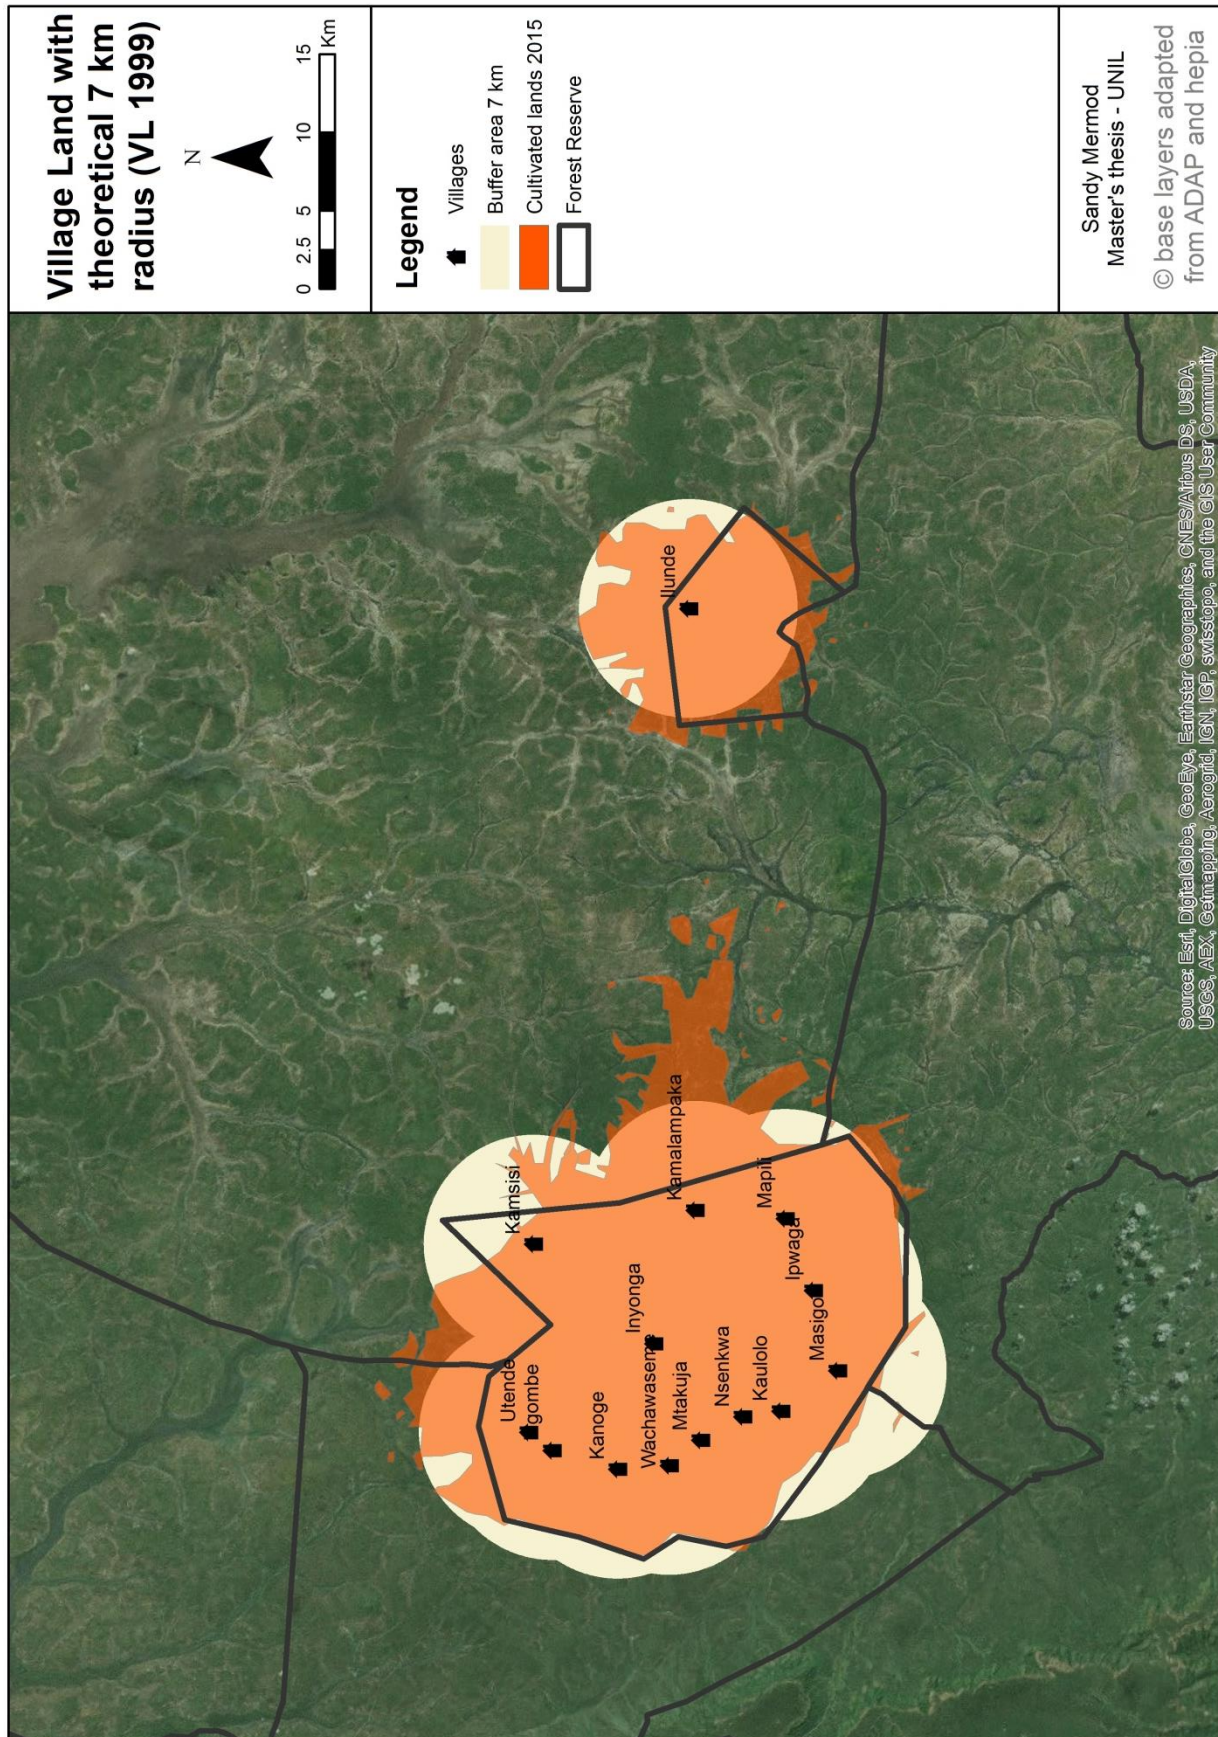 Village Land with
theoretical 7 km
radius (VL 1999)
N
0 2.5 5 10 15
Km
Legend
Villages
Buffer area 7 km
Cultivated lands 2015
Forest Reserve
Sandy Mermod
Master's thesis - UNIL
© base layers adapted
from ADAP and hepia
Ilunde
Kamsisi
Kamalampaka
Mapili
Ipwaga
Inyonga
Masigo
Utende
gombe
Kanoge
Wachawaseme
Mtakuja
Nsenkwa
Kaulolo
Source: Esri, DigitalGlobe, GeoEye, Earthstar Geographics, CNES/Airbus DS, USDA,
USGS, AEX, Getmapping, Aerogrid, IGN, IGP, swisstopo, and the GIS User Community